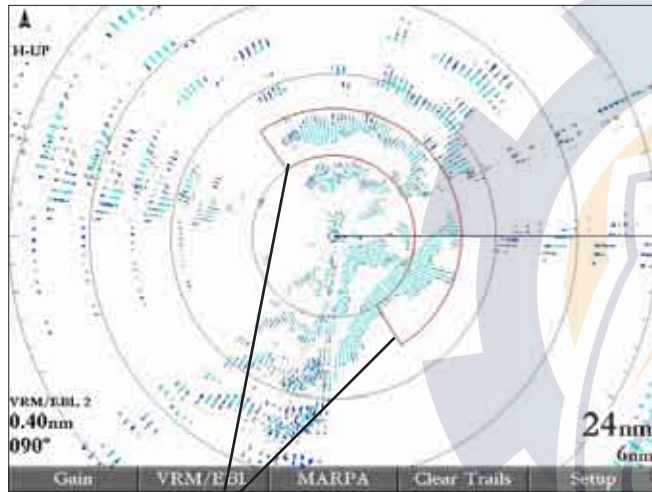 H-UP
VRM/EBL 2
0.40nm
090°
24nm
6nm
Gain VRM/EBL MARPA Clear Trails Setup